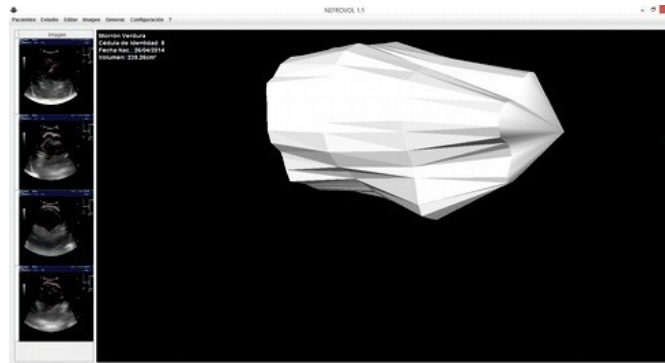 NEFROVOL 1.1
Pacientes Estudio Editar Imagen Generar Configuración ?
Imagen
Morrón Verdura
Cédula de Identidad: 8
Fecha Nac.: 26/04/2014
Volumen: 239.26cm³